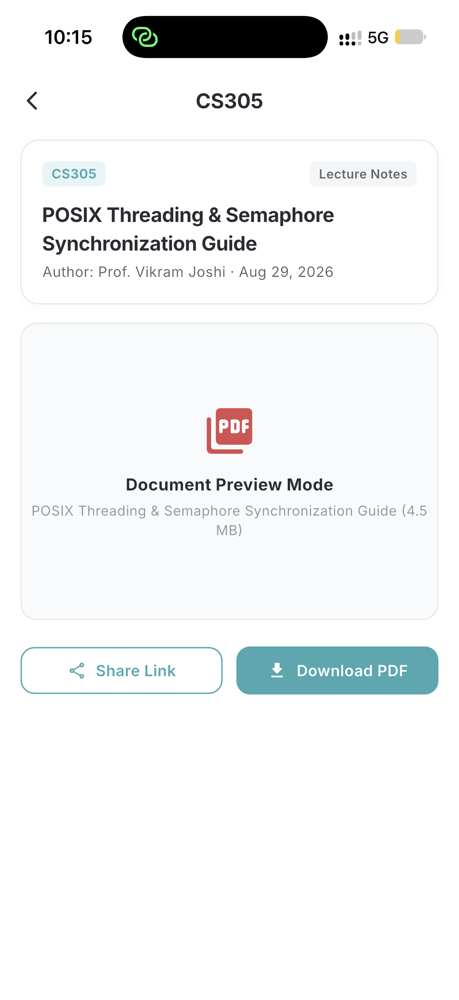 10:15
5G
CS305
CS305
Lecture Notes
POSIX Threading & Semaphore
Synchronization Guide
Author: Prof. Vikram Joshi · Aug 29, 2026
PDF
Document Preview Mode
POSIX Threading & Semaphore Synchronization Guide (4.5
MB)
Share Link
Download PDF